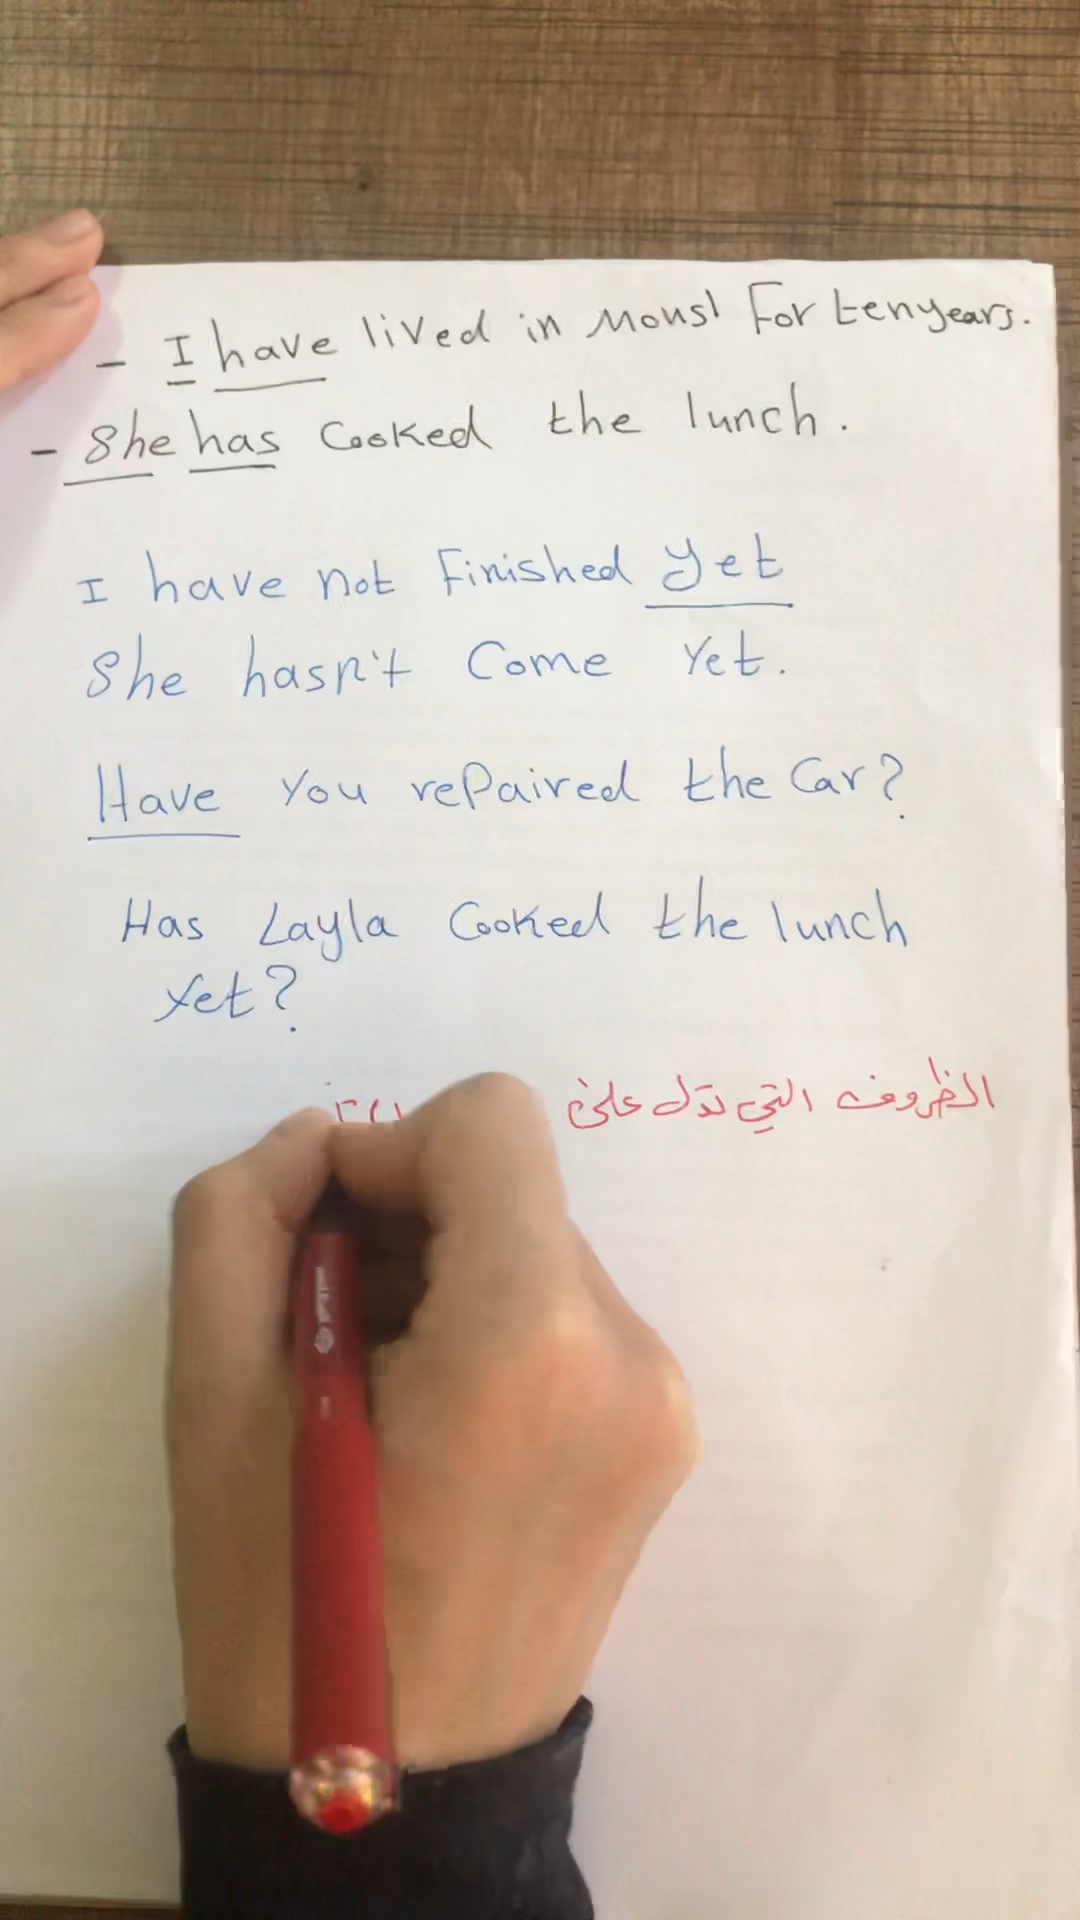 - I have lived in Mousl For ten years.
- She has Cooked the lunch.
I have not Finished yet
She hasn't Come Yet.
Have You repaired the Car?
Has Layla Cooked the lunch
Yet?
الظروف التي تدل على